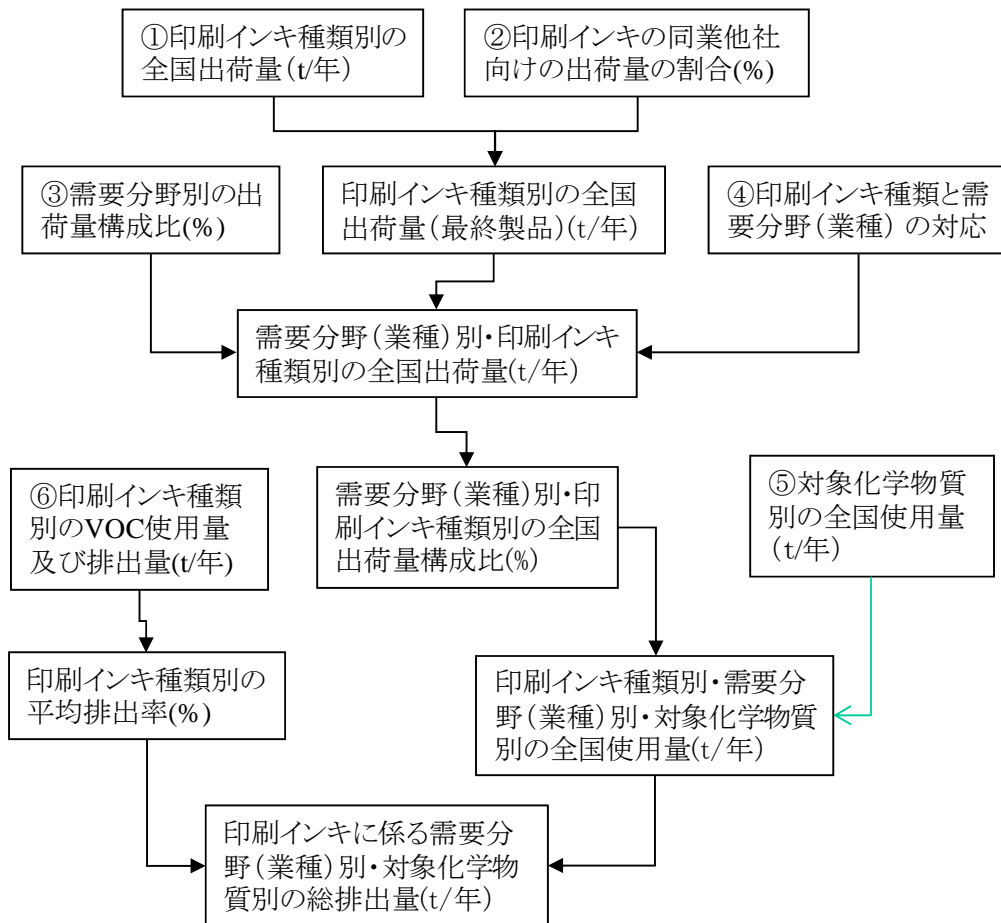 ①印刷インキ種類別の
全国出荷量(t/年)
②印刷インキの同業他社
向けの出荷量の割合(%)
③需要分野別の出
荷量構成比(%)
印刷インキ種類別の全国
出荷量(最終製品)(t/年)
④印刷インキ種類と需
要分野(業種) の対応
需要分野(業種)別・印刷インキ
種類別の全国出荷量(t/年)
⑥印刷インキ種類
別のVOC使用量
及び排出量(t/年)
需要分野(業種)別・印
刷インキ種類別の全国
出荷量構成比(%)
⑤対象化学物質
別の全国使用量
(t/年)
印刷インキ種類別の
平均排出率(%)
印刷インキ種類別・需要分
野(業種)別・対象化学物質
別の全国使用量(t/年)
印刷インキに係る需要分
野(業種)別・対象化学物
質別の総排出量(t/年)